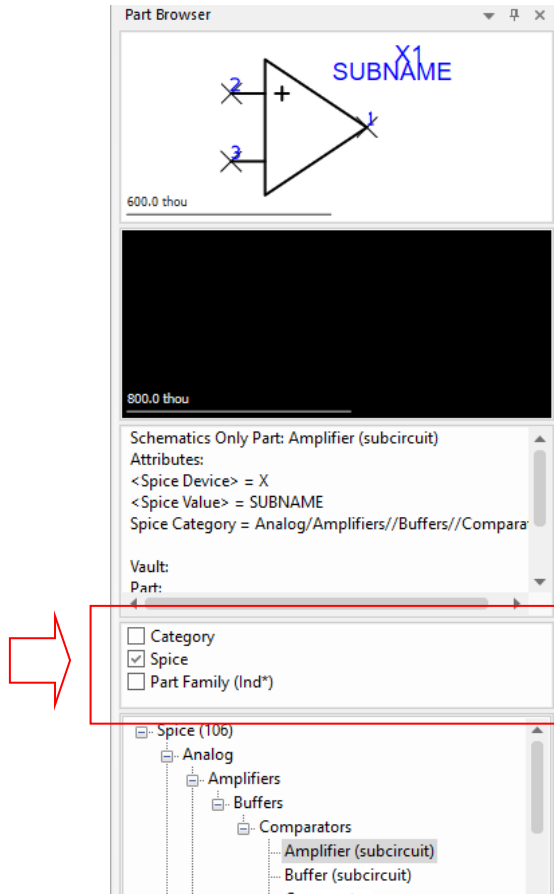 Part Browser
X1
SUBNAME
2
+
1
3
600.0 thou
800.0 thou
Schematics Only Part: Amplifier (subcircuit)
Attributes:
<Spice Device> = X
<Spice Value> = SUBNAME
Spice Category = Analog/Amplifiers//Buffers//Compara
Vault:
Part:
Category
Spice
Part Family (Ind*)
Spice (106)
Analog
Amplifiers
Buffers
Comparators
Amplifier (subcircuit)
Buffer (subcircuit)